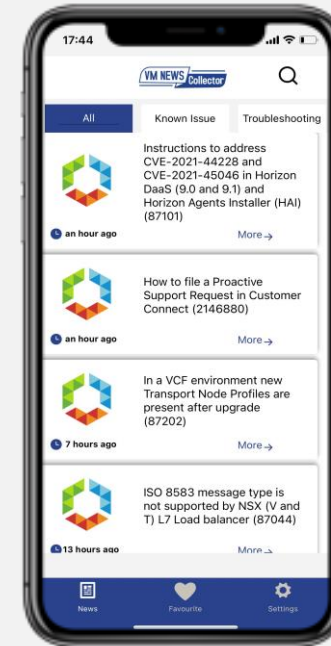 17:44
VM NEWS Collector
All
Known Issue
Troubleshooting
Instructions to address
CVE-2021-44228 and
CVE-2021-45046 in Horizon
DaaS (9.0 and 9.1) and
Horizon Agents Installer (HAI)
(87101)
an hour ago
More →
How to file a Proactive
Support Request in Customer
Connect (2146880)
an hour ago
More →
In a VCF environment new
Transport Node Profiles are
present after upgrade
(87202)
7 hours ago
More →
ISO 8583 message type is
not supported by NSX (V and
T) L7 Load balancer (87044)
13 hours ago
More →
News
Favourite
Settings